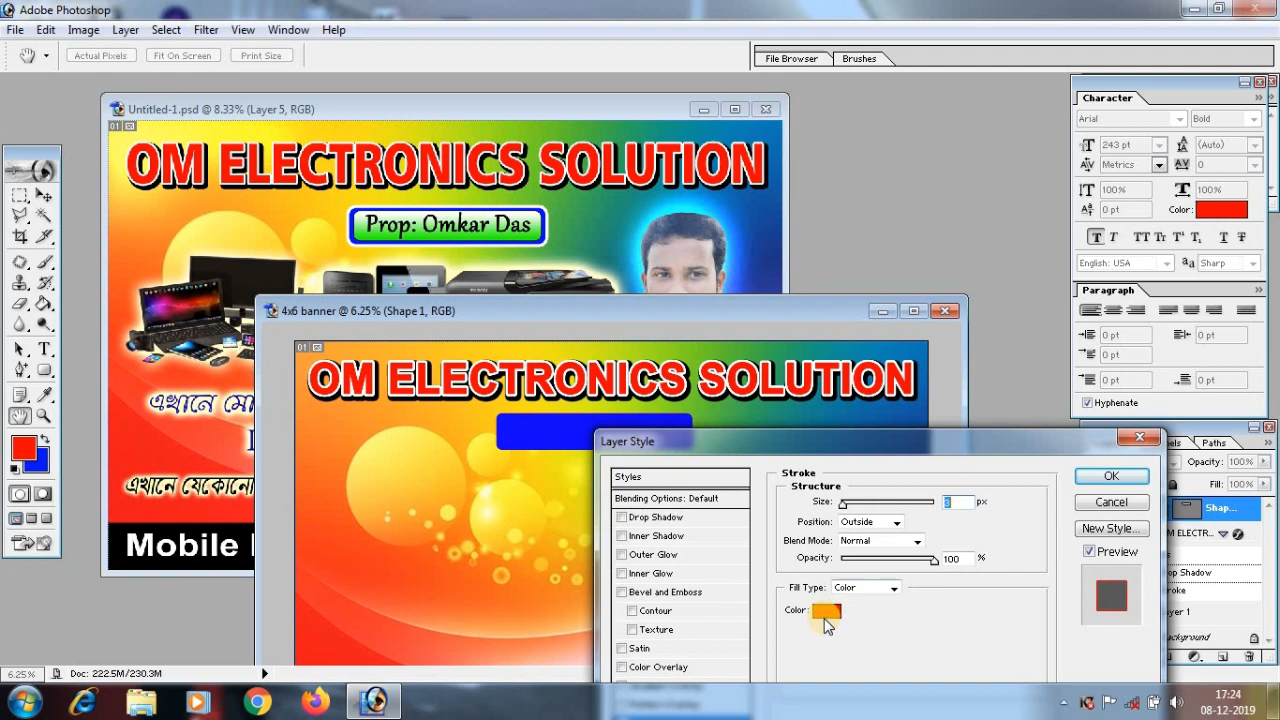 Adobe Photoshop
File Edit Image Layer Select Filter View Window Help
Actual Pixels Fit On Screen Print Size
File Browser Brushes
Untitled-1.psd @ 8.33% (Layer 5, RGB)
01
OM ELECTRONICS SOLUTION
Prop: Omkar Das
এখানে মো
এখানে যেকোনো
Mobile
4x6 banner @ 6.25% (Shape 1, RGB)
01
OM ELECTRONICS SOLUTION
Layer Style
Styles
Blending Options: Default
Drop Shadow
Inner Shadow
Outer Glow
Inner Glow
Bevel and Emboss
Contour
Texture
Satin
Color Overlay
Stroke
Structure
Size: 3 px
Position: Outside
Blend Mode: Normal
Opacity: 100 %
Fill Type: Color
Color:
OK
Cancel
New Style...
Preview
Character
Arial Bold
243 pt (Auto)
Metrics 0
100% 100%
0 pt Color:
English: USA Sharp
Paragraph
0 pt 0 pt
0 pt
0 pt 0 pt
Hyphenate
Paths
Opacity: 100%
Fill: 100%
Shap...
OM ELECTR...
6.25% Doc: 222.5M/230.3M
17:24
08-12-2019